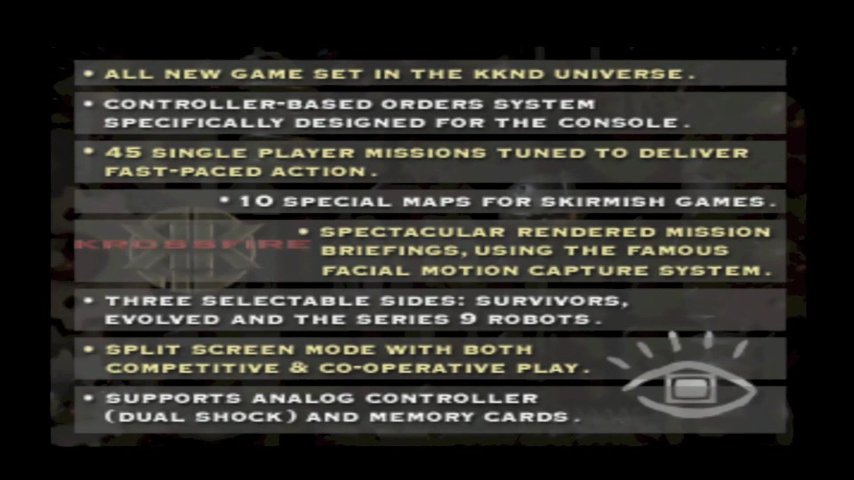 • ALL NEW GAME SET IN THE KKND UNIVERSE.
• CONTROLLER-BASED ORDERS SYSTEM
SPECIFICALLY DESIGNED FOR THE CONSOLE.
• 45 SINGLE PLAYER MISSIONS TUNED TO DELIVER
FAST-PACED ACTION.
• 10 SPECIAL MAPS FOR SKIRMISH GAMES.
• SPECTACULAR RENDERED MISSION
BRIEFINGS, USING THE FAMOUS
FACIAL MOTION CAPTURE SYSTEM.
KROSSFIRE
• THREE SELECTABLE SIDES: SURVIVORS,
EVOLVED AND THE SERIES 9 ROBOTS.
• SPLIT SCREEN MODE WITH BOTH
COMPETITIVE & CO-OPERATIVE PLAY.
• SUPPORTS ANALOG CONTROLLER
(DUAL SHOCK) AND MEMORY CARDS.